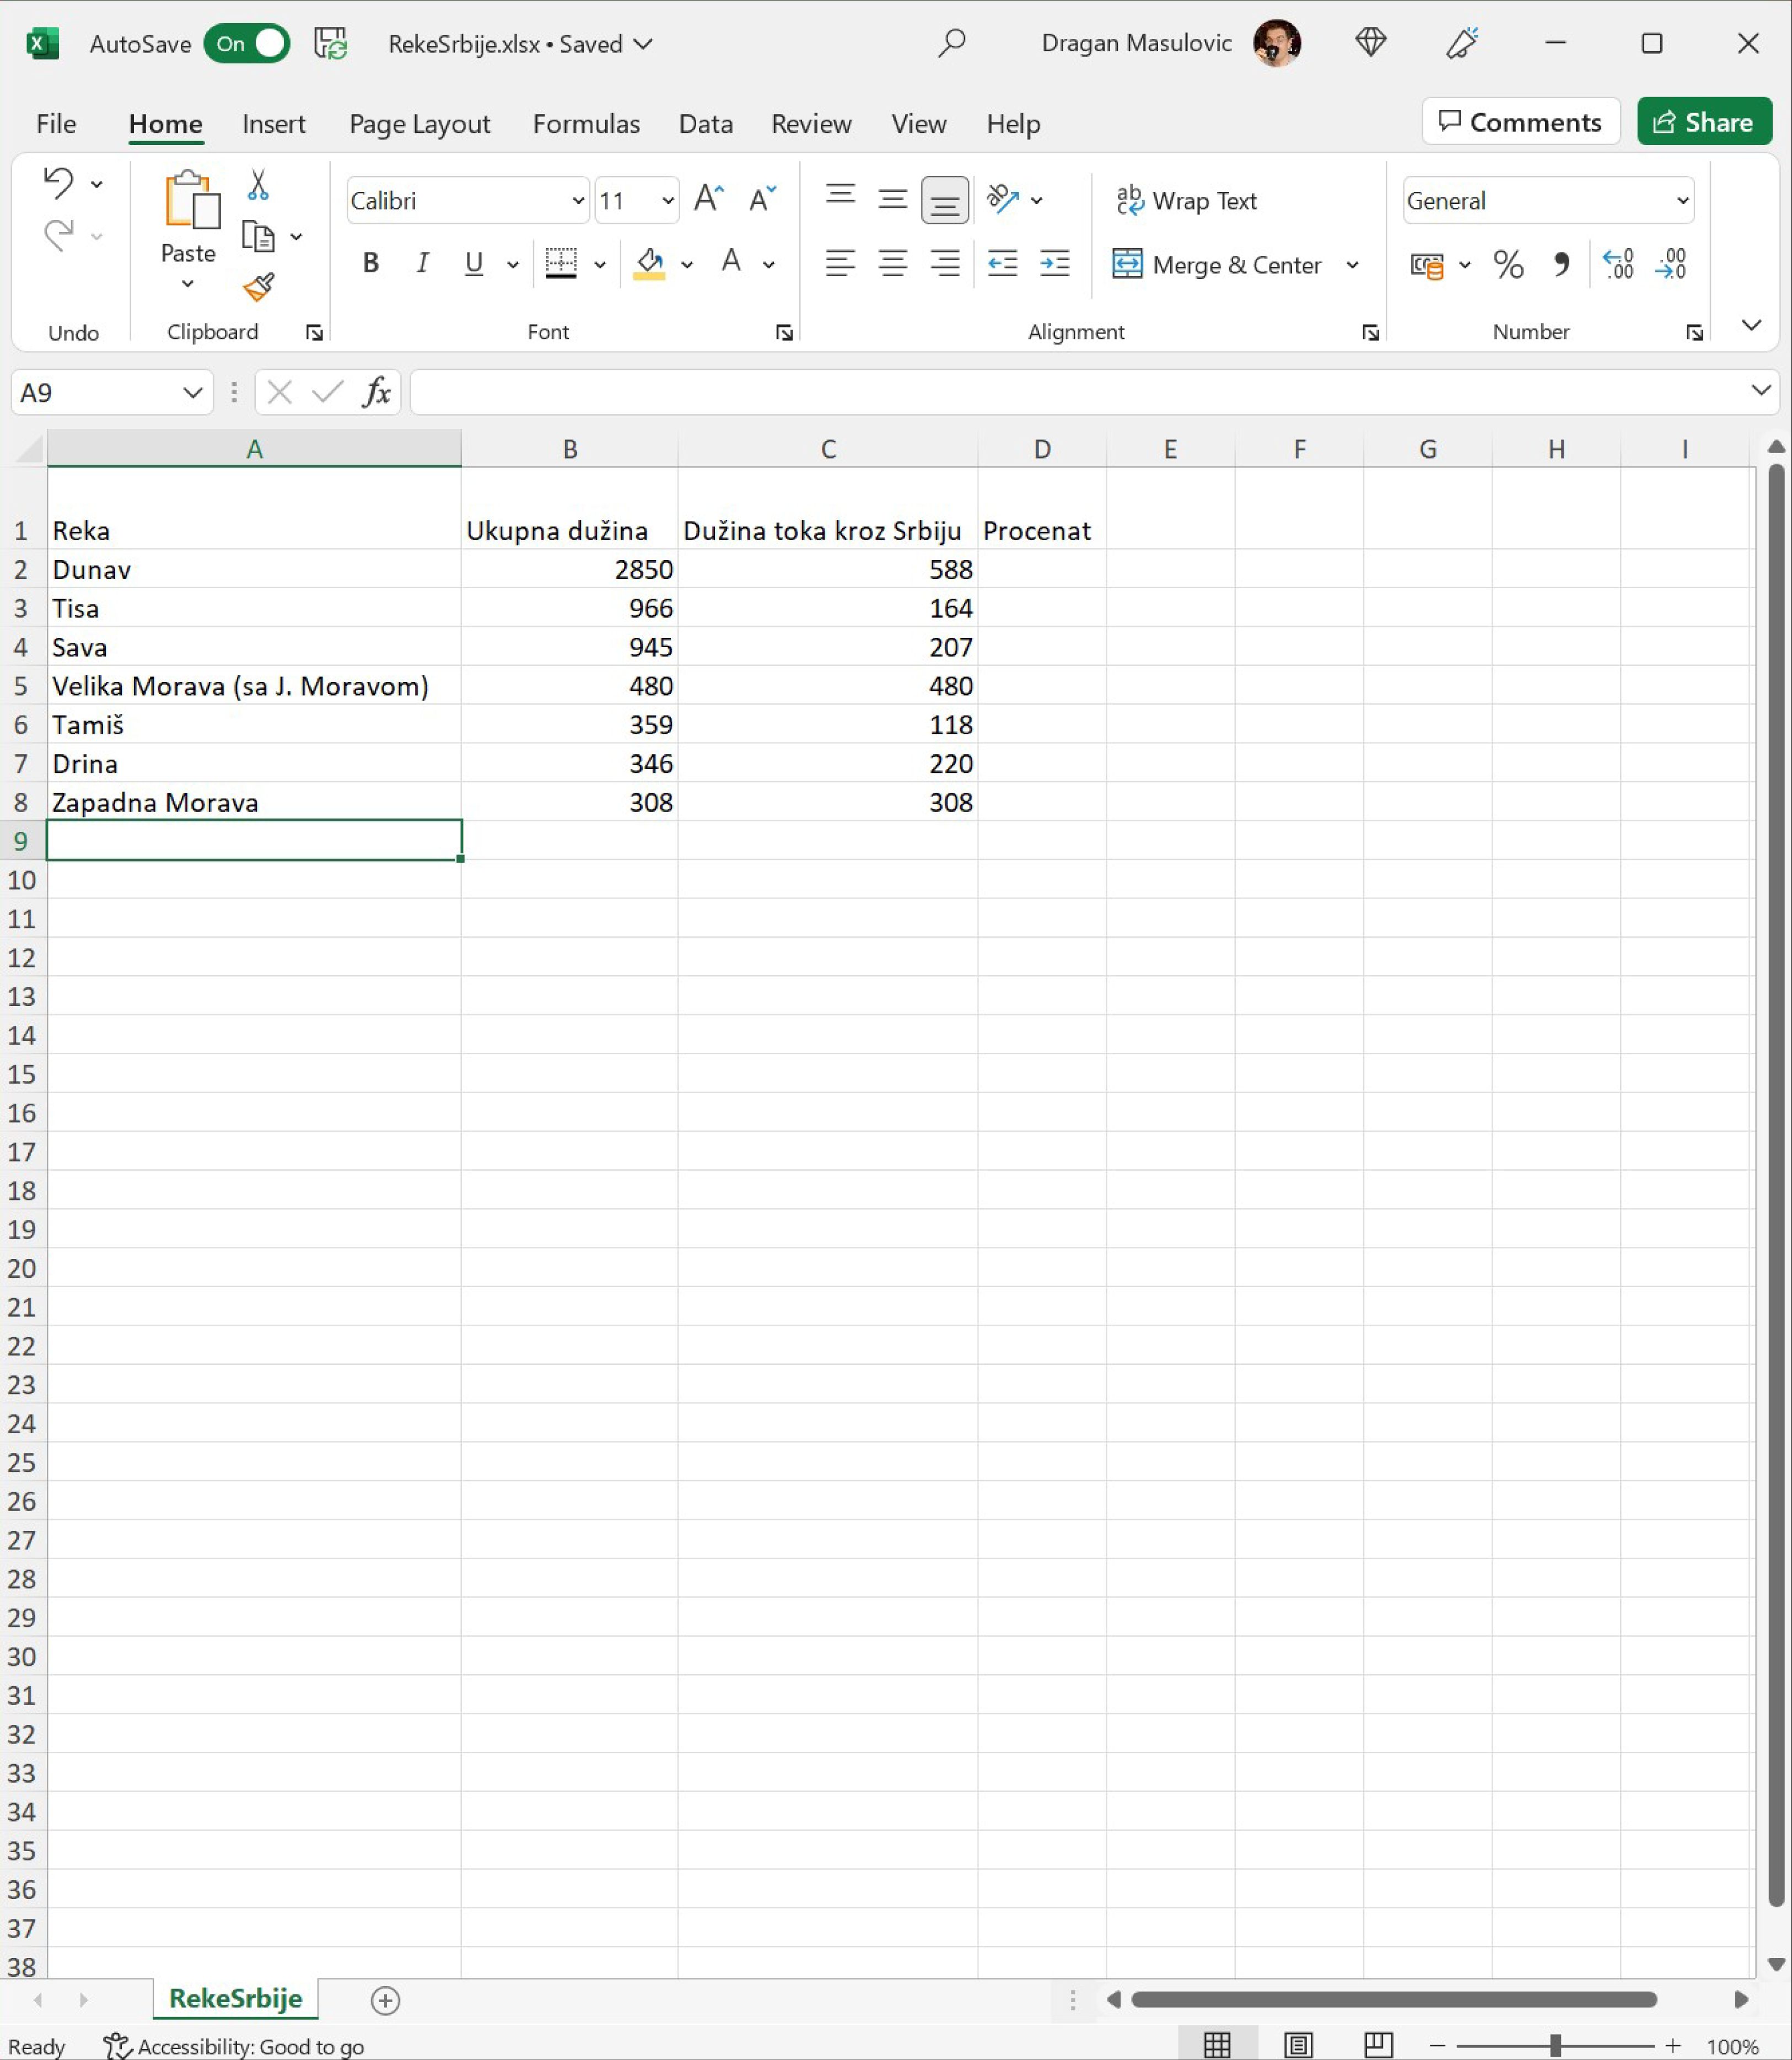 AutoSave On RekeSrbije.xlsx • Saved Dragan Masulovic
File Home Insert Page Layout Formulas Data Review View Help Comments Share
Paste
Calibri 11 A A
B I U A
ab c Wrap Text
Merge & Center
General
% , .00 .00
Undo Clipboard Font Alignment Number
A9 fx
A B C D E F G H I
1 Reka Ukupna dužina Dužina toka kroz Srbiju Procenat
2 Dunav 2850 588
3 Tisa 966 164
4 Sava 945 207
5 Velika Morava (sa J. Moravom) 480 480
6 Tamiš 359 118
7 Drina 346 220
8 Zapadna Morava 308 308
9
10
11
12
13
14
15
16
17
18
19
20
21
22
23
24
25
26
27
28
29
30
31
32
33
34
35
36
37
38
RekeSrbije
Ready Accessibility: Good to go 100%